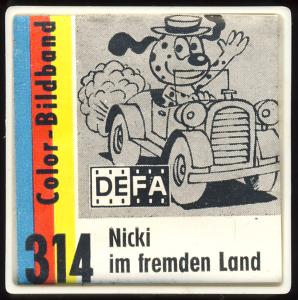 Color-Bildband
DEFA
314
Nicki
im fremden Land